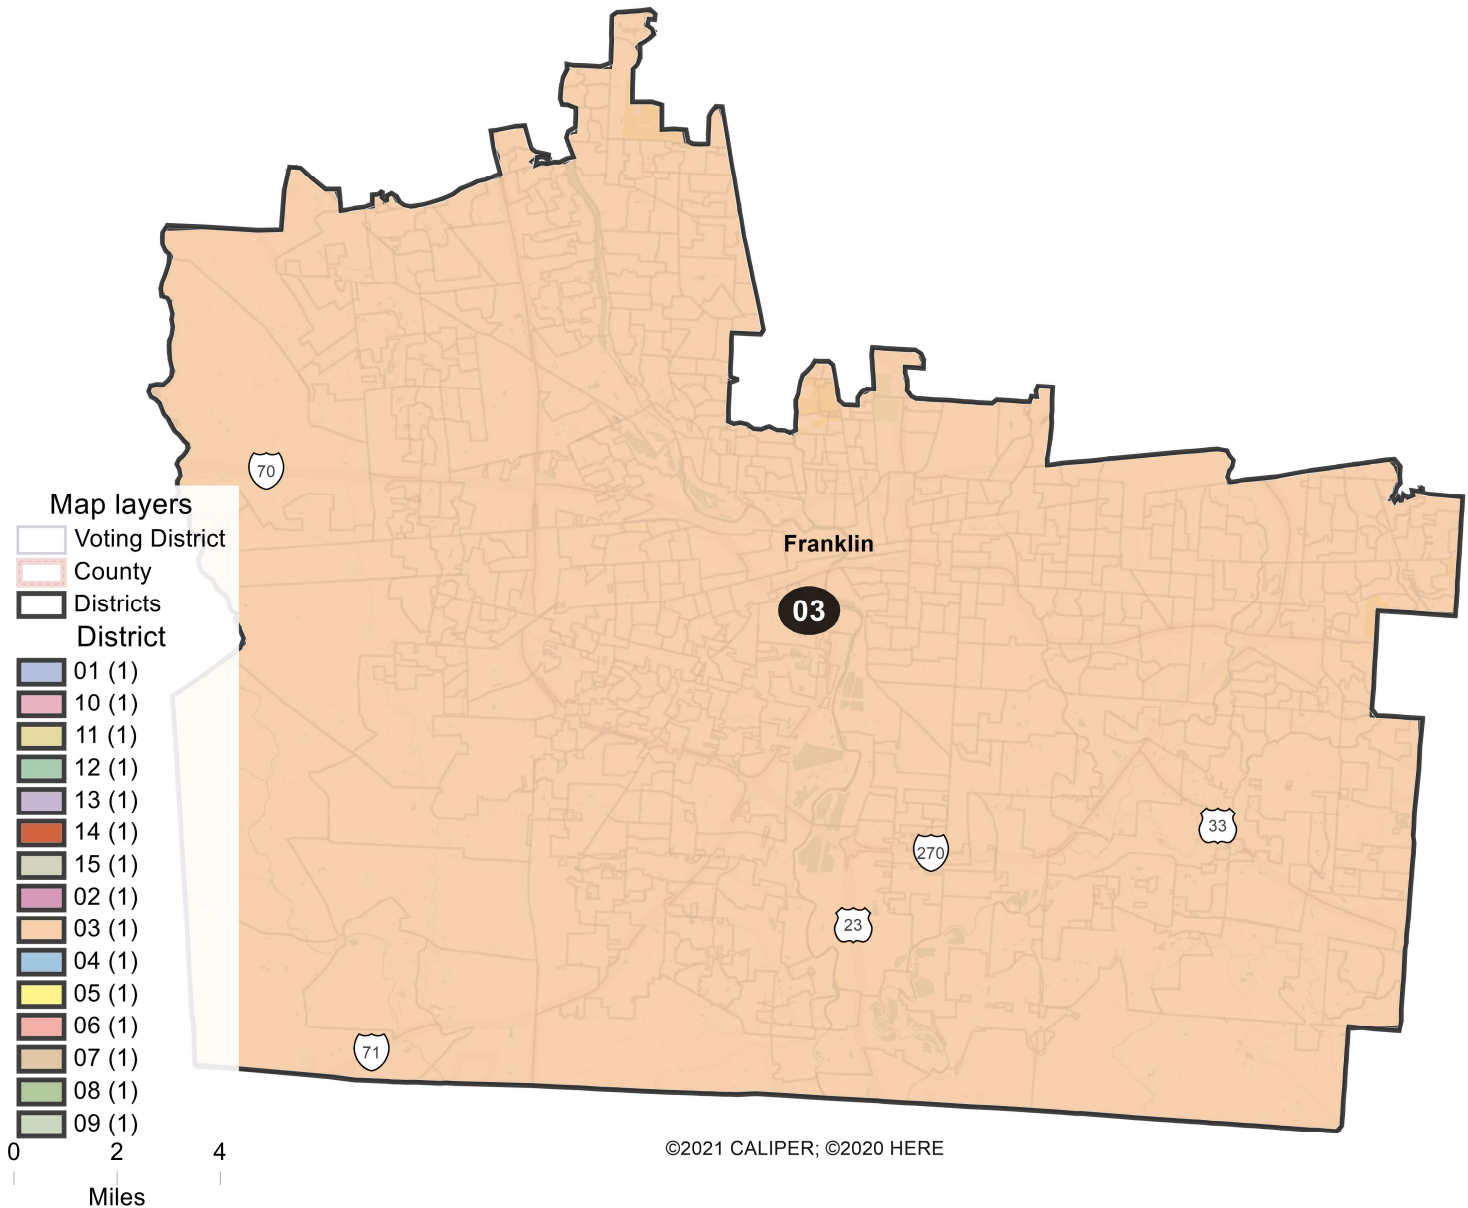 70
Map layers
Voting District
Franklin
County
Districts
03
District
01 (1)
10 (1)
11 (1)
12 (1)
13 (1)
14 (1)
33
270
15 (1)
02 (1)
03 (1)
23
04 (1)
05 (1)
06 (1)
71
07 (1)
08 (1)
09 (1)
0 2 4
Miles
©2021 CALIPER; ©2020 HERE